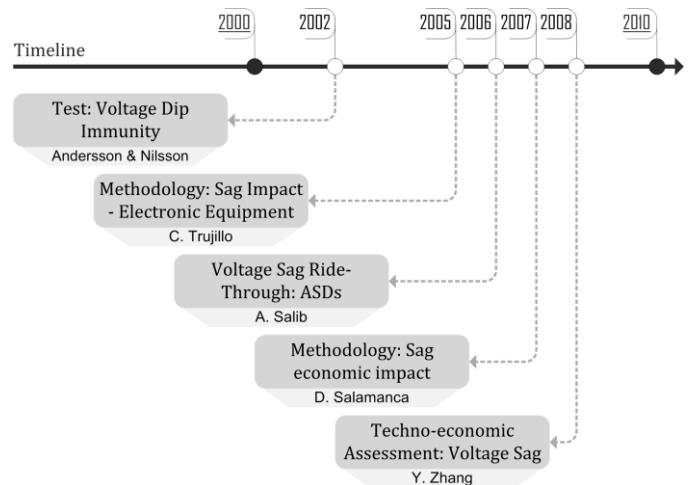 2000 2002 2005 2006 2007 2008 2010
Timeline
Test: Voltage Dip
Immunity
Andersson & Nilsson
Methodology: Sag Impact
- Electronic Equipment
C. Trujillo
Voltage Sag Ride-
Through: ASDs
A. Salib
Methodology: Sag
economic impact
D. Salamanca
Techno-economic
Assessment: Voltage Sag
Y. Zhang